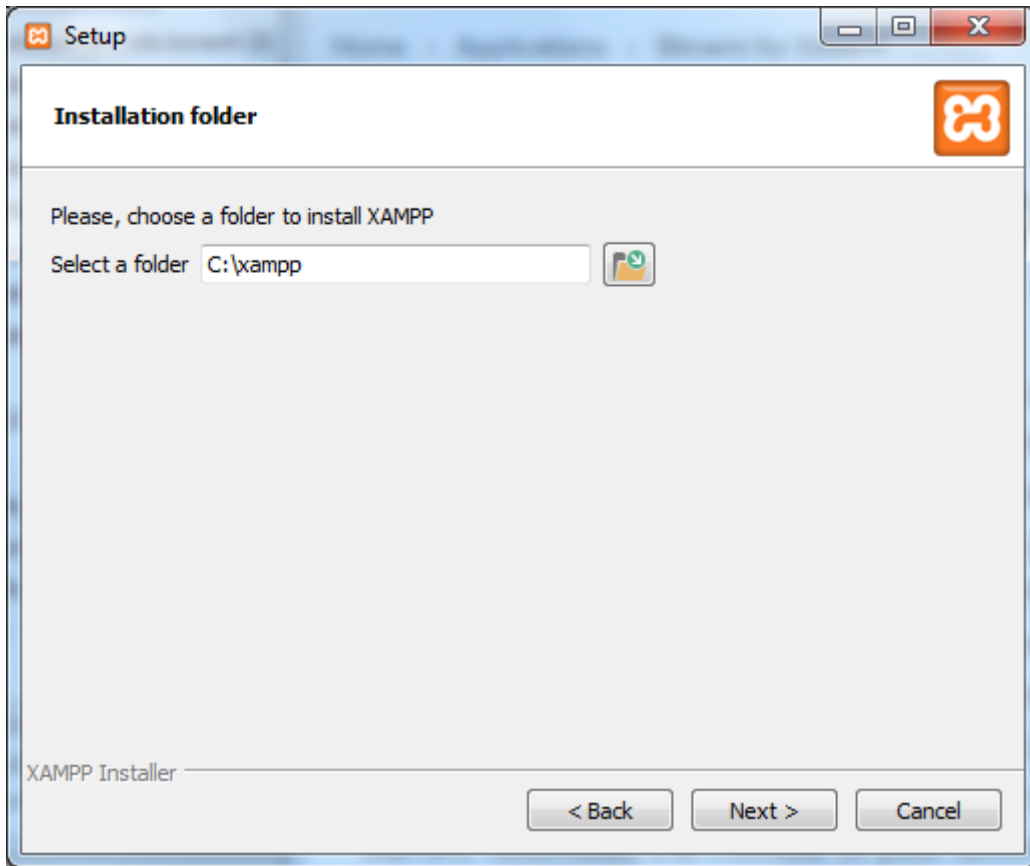 Setup
Installation folder
Please, choose a folder to install XAMPP
Select a folder C:\xampp
XAMPP Installer
< Back Next > Cancel